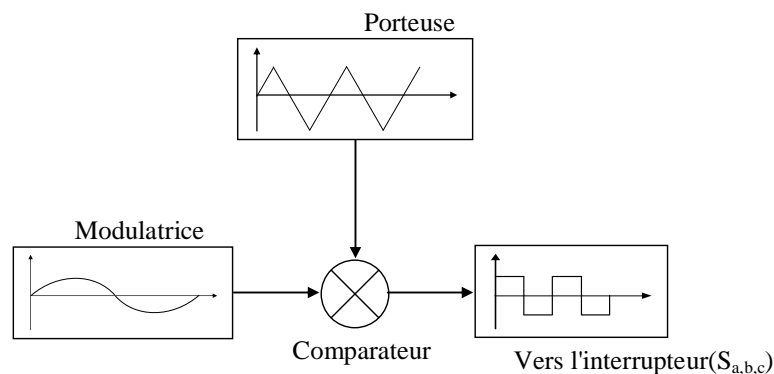 Porteuse
Modulatrice
Comparateur
Vers l'interrupteur(Sa,b,c)